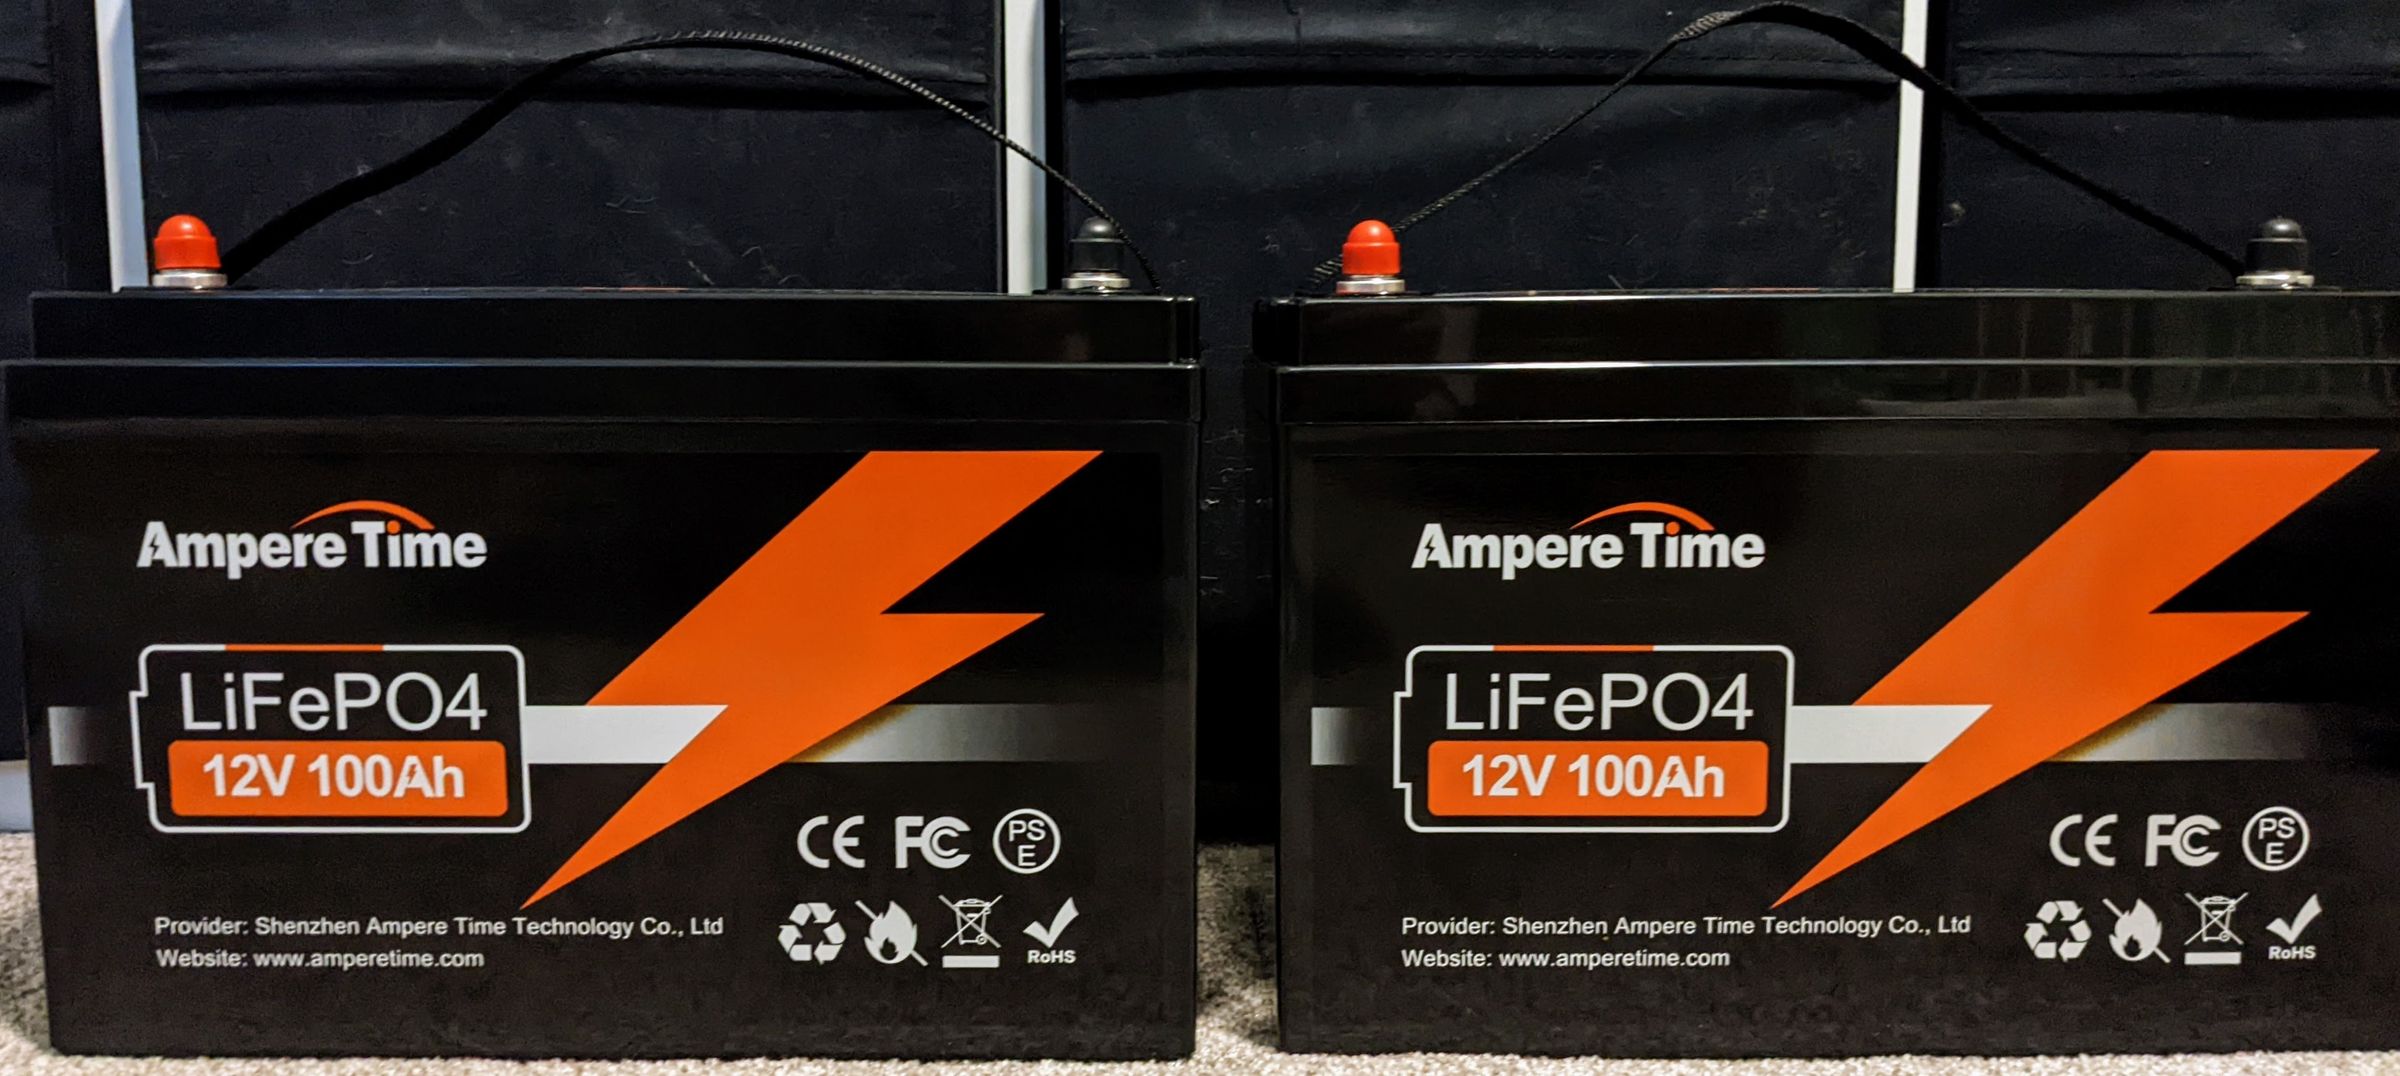 Ampere Time
LiFePO4
12V 100Ah
CE FC PS
E
Provider: Shenzhen Ampere Time Technology Co., Ltd
Website: www.amperetime.com
RoHS
Ampere Time
LiFePO4
12V 100Ah
CE FC PS
E
Provider: Shenzhen Ampere Time Technology Co., Ltd
Website: www.amperetime.com
RoHS